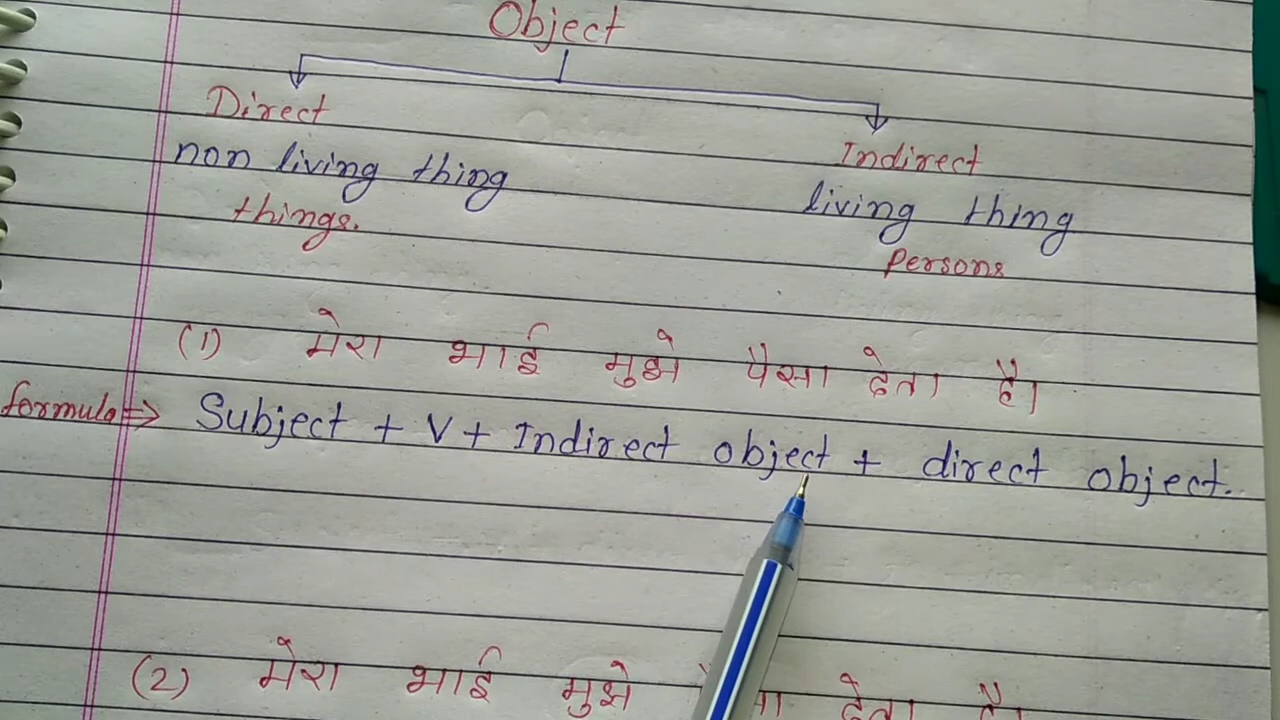 Object
Direct
Indirect
non living thing
living thing
things.
Persons
(1) मेरा भाई मुझे पैसा देता है।
formula⇒ Subject + V + Indirect object + direct object.
(2) मेरा भाई मुझे देता है।